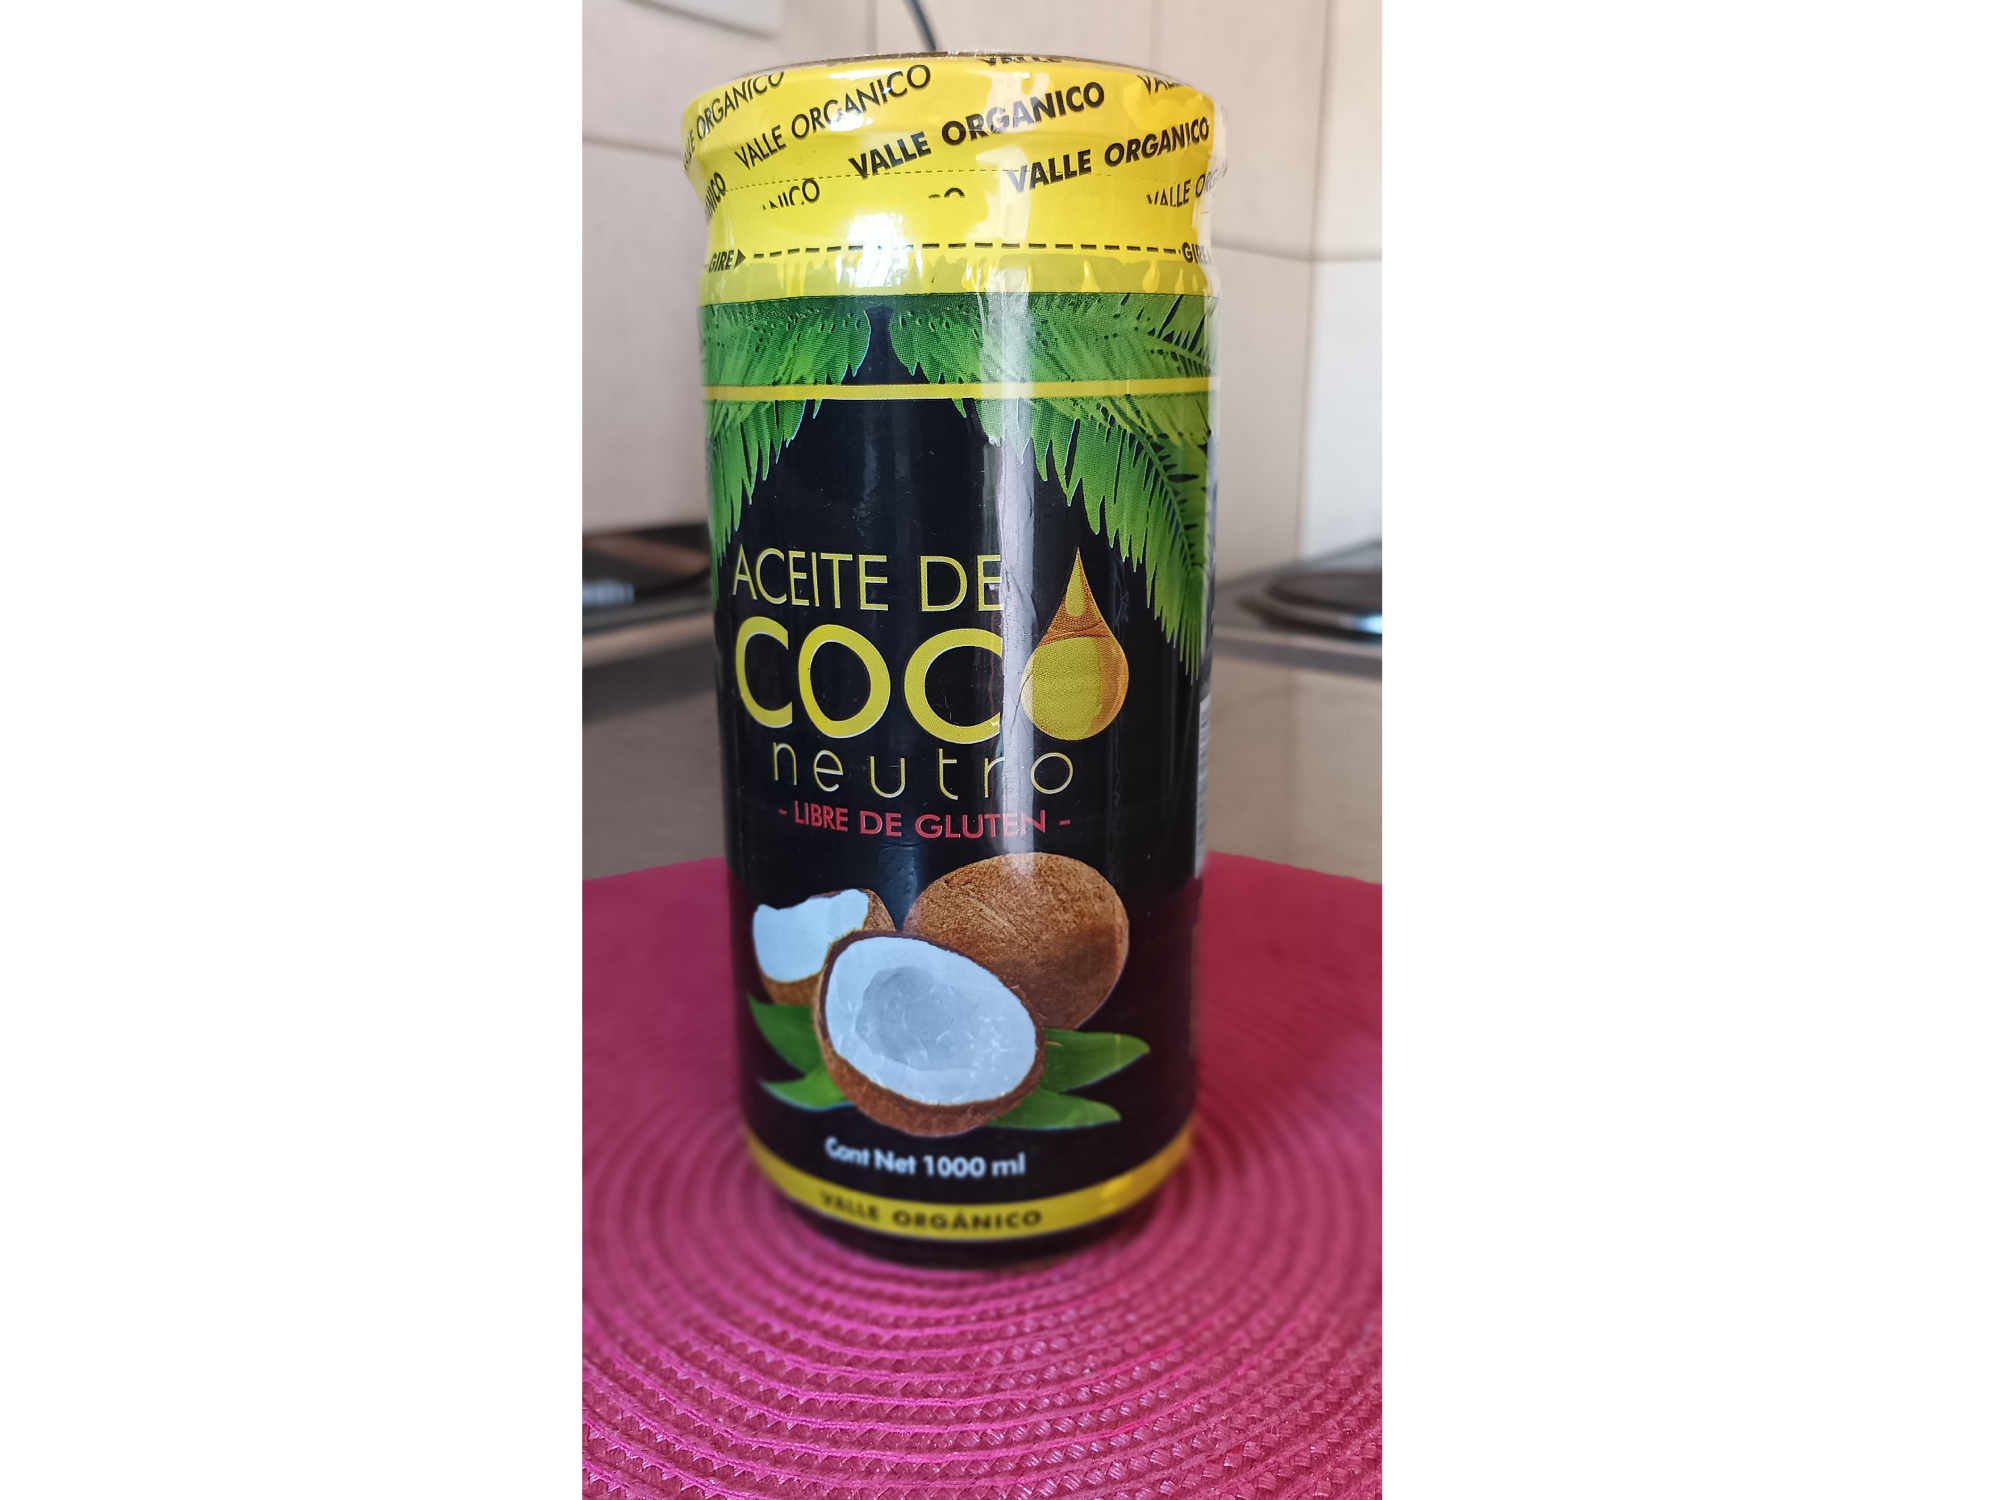 ORGANICO
VALLE ORGANICO
VALLE ORGANICO
VALLE ORGANICO
GIRE
ACEITE DE
COCO
neutro
- LIBRE DE GLUTEN -
Cont Net 1000 ml
VALLE ORGÁNICO